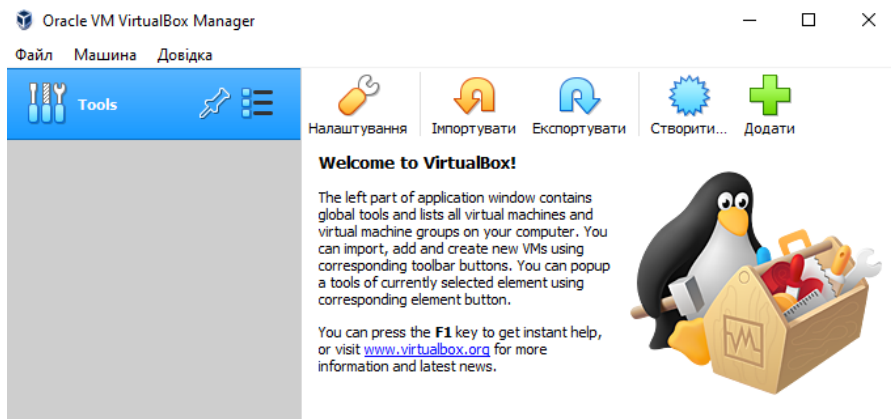 Oracle VM VirtualBox Manager
Файл Машина Довідка
Tools
Налаштування Імпортувати Експортувати Створити... Додати
Welcome to VirtualBox!
The left part of application window contains
global tools and lists all virtual machines and
virtual machine groups on your computer. You
can import, add and create new VMs using
corresponding toolbar buttons. You can popup
a tools of currently selected element using
corresponding element button.
You can press the F1 key to get instant help,
or visit www.virtualbox.org for more
information and latest news.